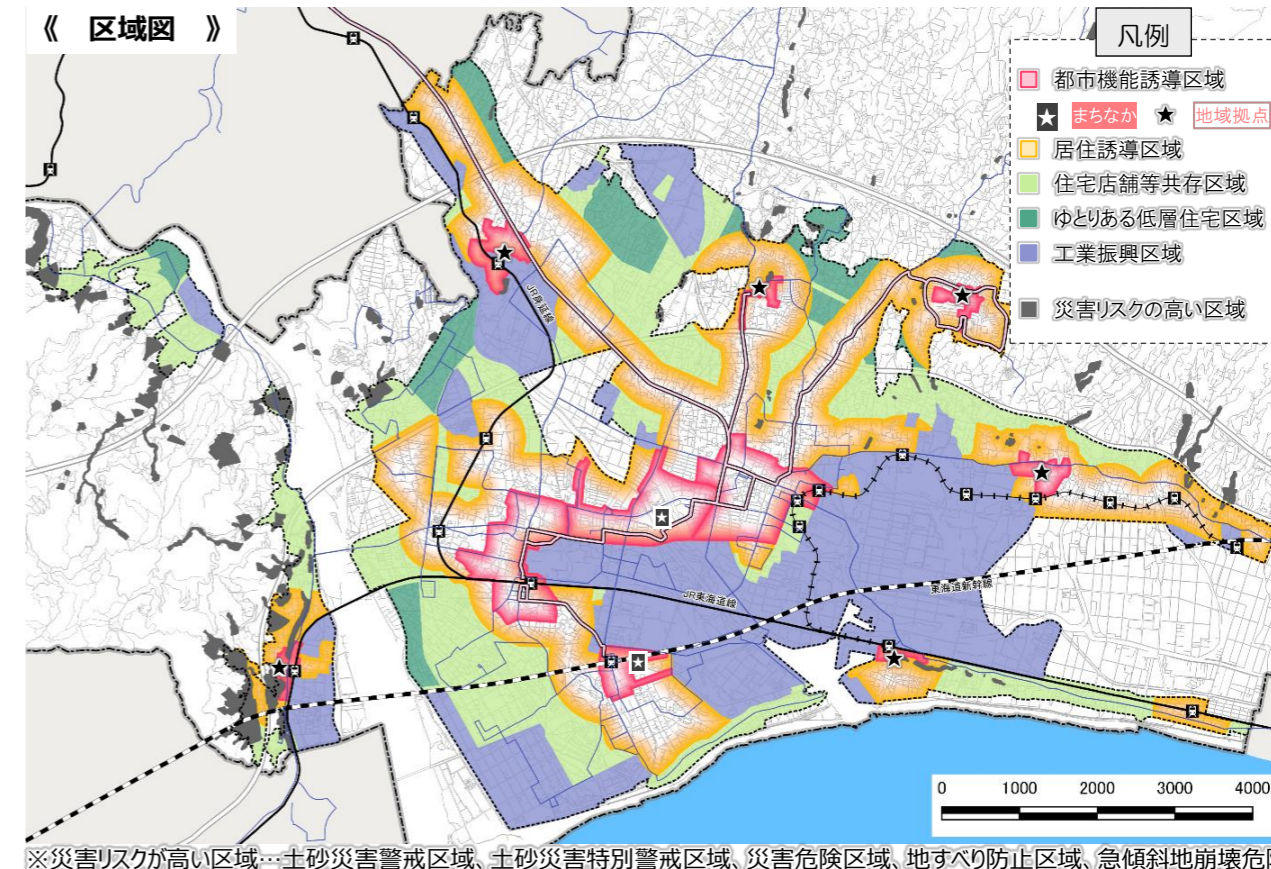 《 区域図 》
凡例
都市機能誘導区域
まちなか 地域拠点
居住誘導区域
住宅店舗等共存区域
ゆとりある低層住宅区域
工業振興区域
災害リスクの高い区域
JR身延線
東海道新幹線
JR東海道線
0 1000 2000 3000 4000
※災害リスクが高い区域…土砂災害警戒区域、土砂災害特別警戒区域、災害危険区域、地すべり防止区域、急傾斜地崩壊危険